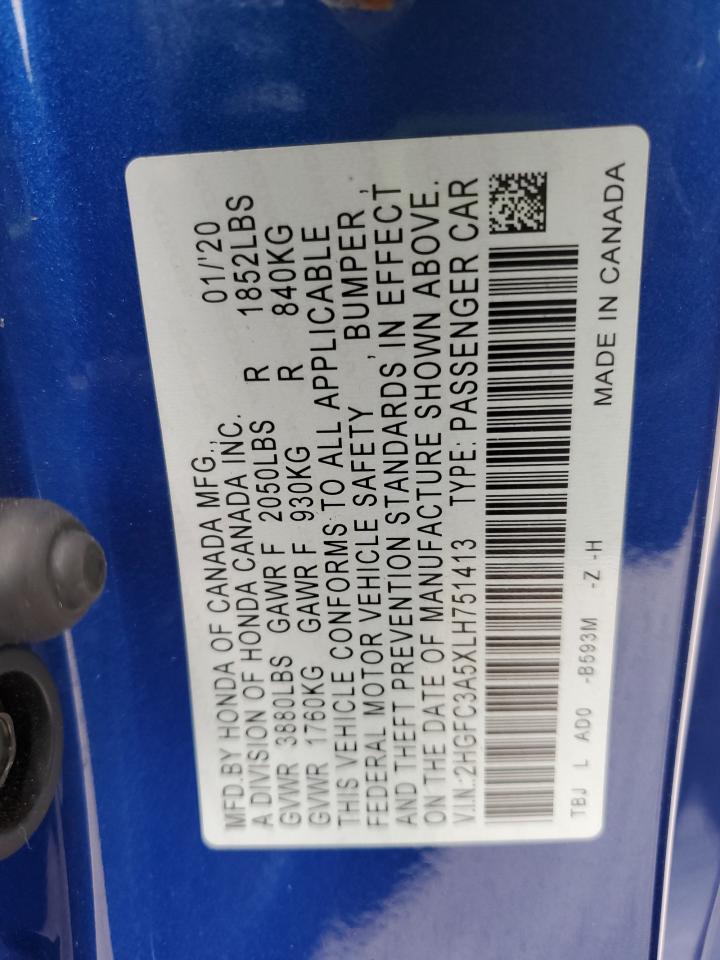 MFD.BY HONDA OF CANADA MFG., 01/'20
A DIVISION OF HONDA CANADA INC.
GVWR 3880LBS GAWR F 2050LBS R 1852LBS
GVWR 1760KG GAWR F 930KG R 840KG
THIS VEHICLE CONFORMS TO ALL APPLICABLE
FEDERAL MOTOR VEHICLE SAFETY , BUMPER ,
AND THEFT PREVENTION STANDARDS IN EFFECT
ON THE DATE OF MANUFACTURE SHOWN ABOVE.
V.I.N.:2HGFC3A5XLH751413 TYPE: PASSENGER CAR
TBJ L AD0 -B593M -Z -H MADE IN CANADA